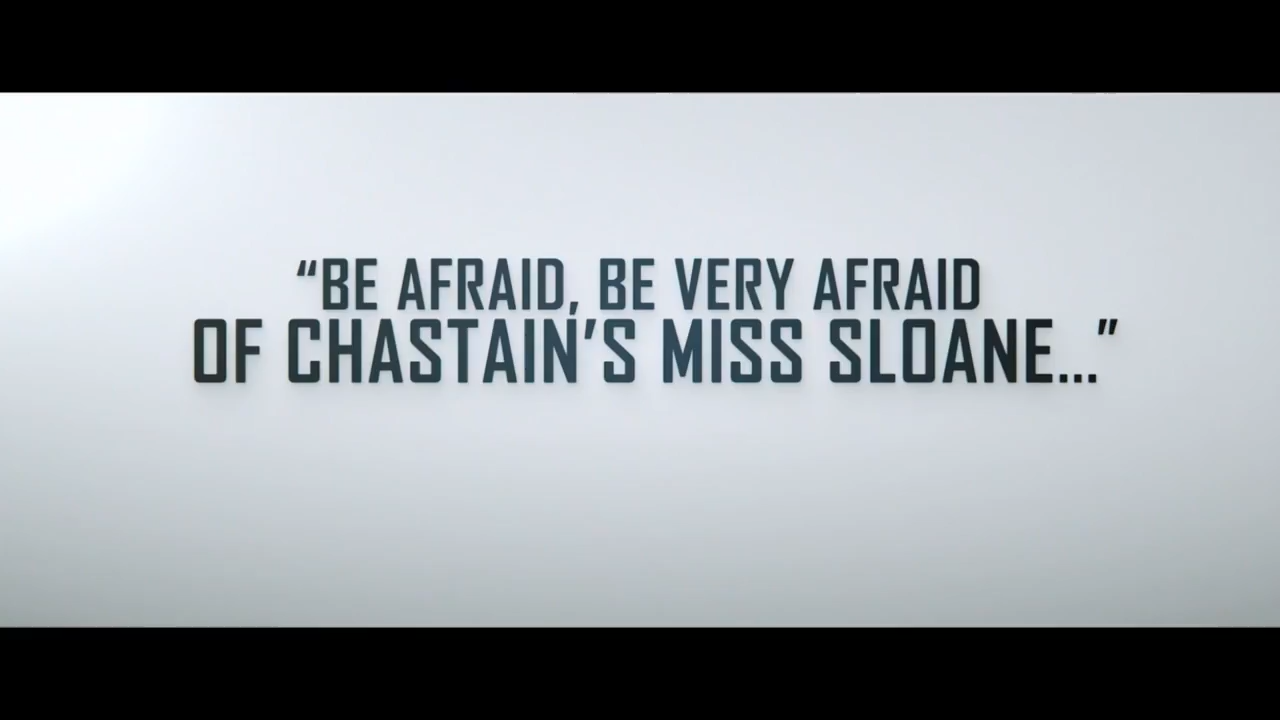 “BE AFRAID, BE VERY AFRAID
OF CHASTAIN’S MISS SLOANE...”